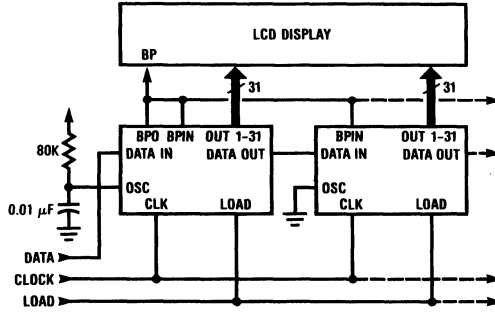 LCD DISPLAY
BP
31
31
BPO BPIN OUT 1-31
BPIN OUT 1-31
80K
DATA IN DATA OUT
DATA IN DATA OUT
OSC
OSC
0.01 µF
CLK LOAD
CLK LOAD
DATA
CLOCK
LOAD